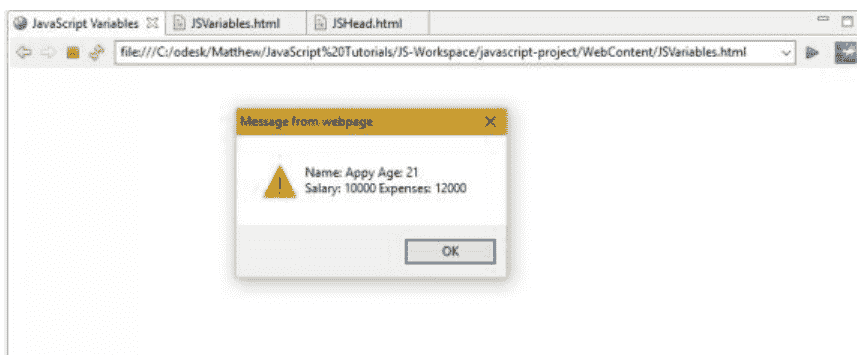 JavaScript Variables JSVariables.html JSHead.html
file:///C:/odesk/Matthew/JavaScript%20Tutorials/JS-Workspace/javascript-project/WebContent/JSVariables.html
Message from webpage
Name: Appy Age: 21
Salary: 10000 Expenses: 12000
OK